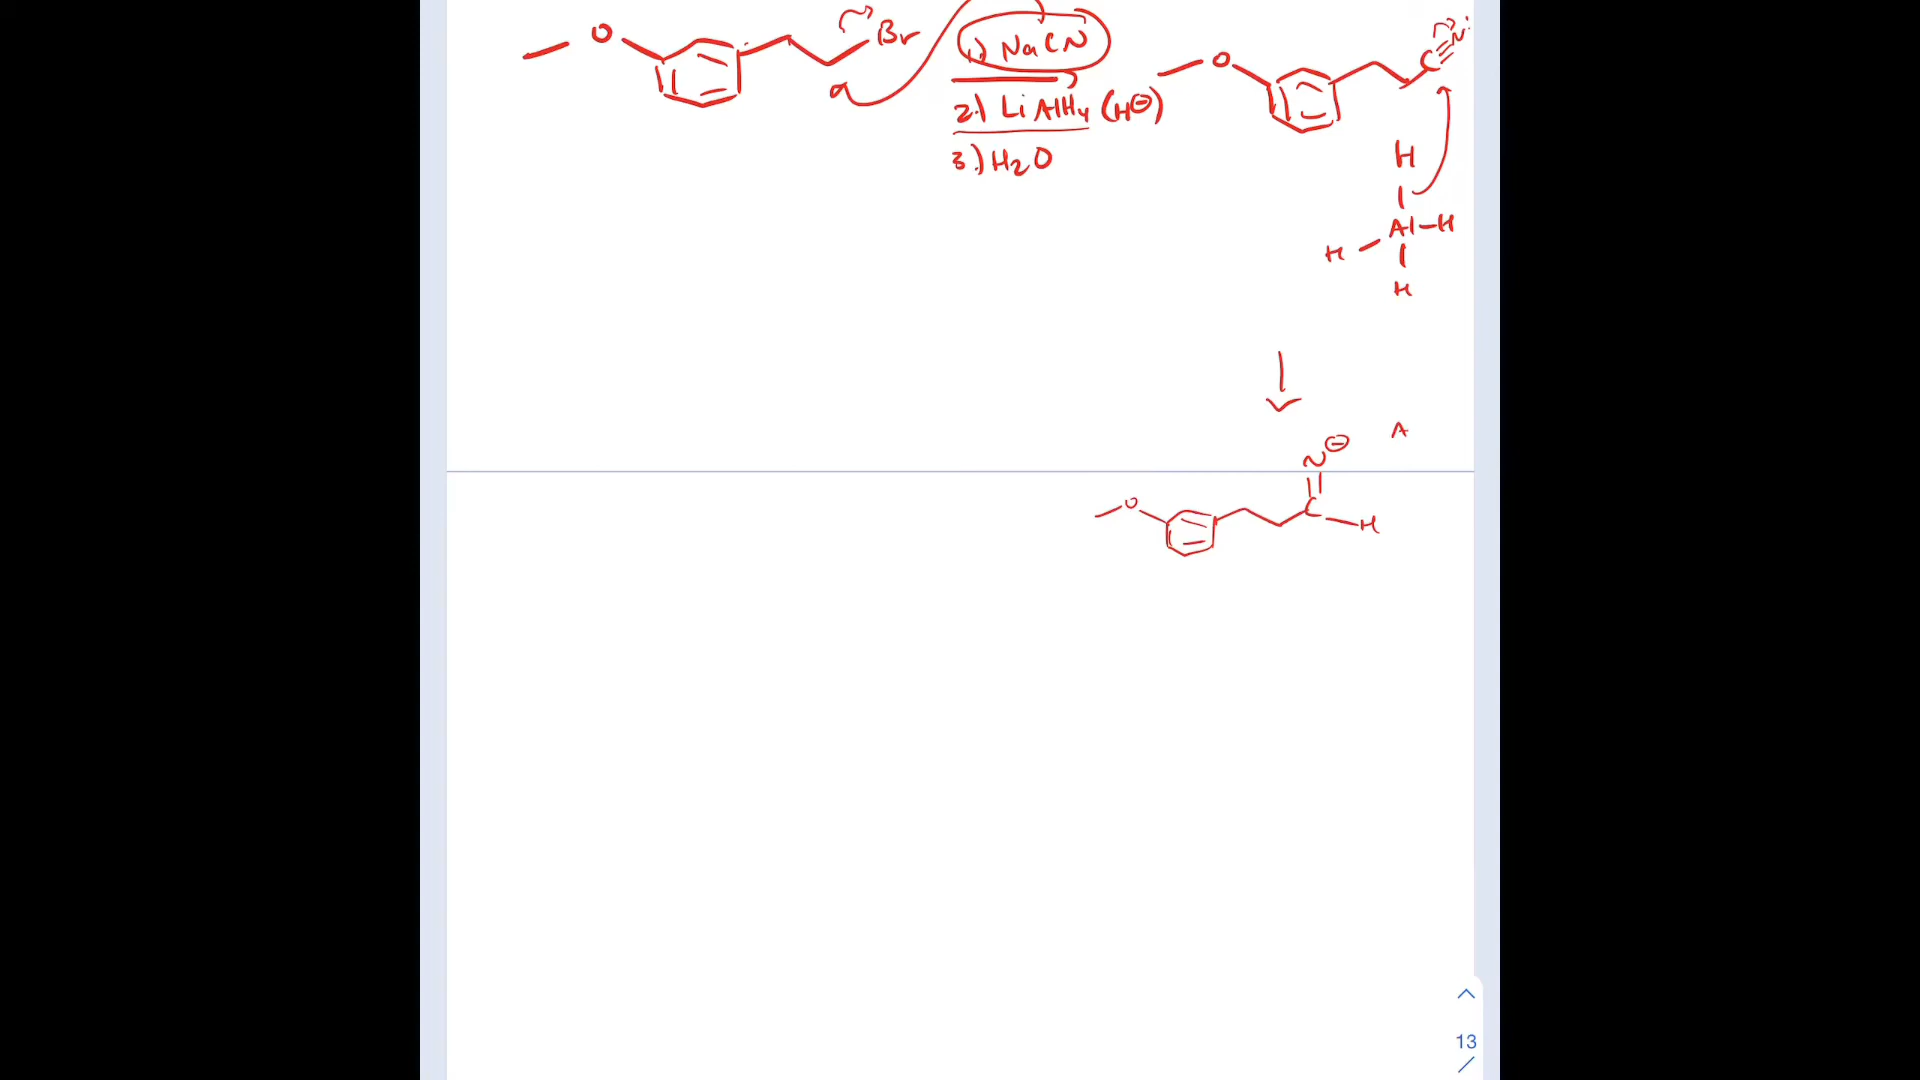 O
Br
1.) NaCN
2.) LiAlH4 (H⊖)
3.) H2O
O
C≡N:
H
Al-H
H
H
N⊖
A
O
C
H
13